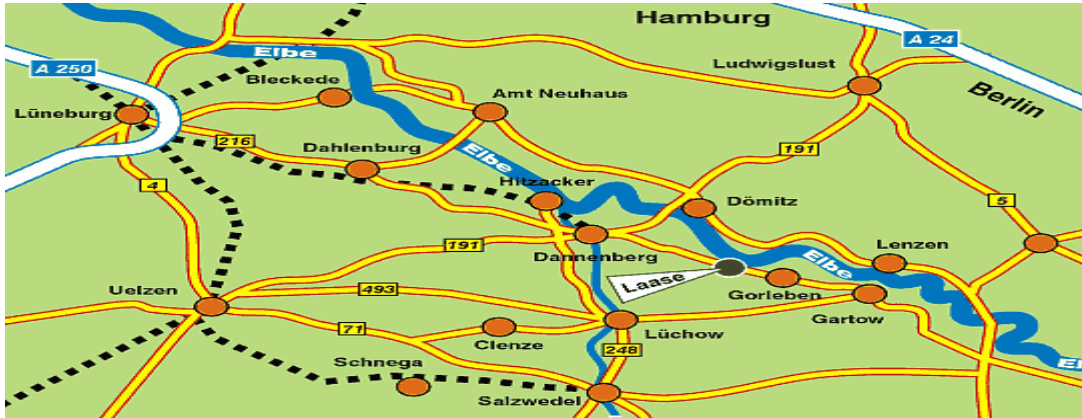 Hamburg
A 24
Elbe
Ludwigslust
A 250
Bleckede
Berlin
Amt Neuhaus
Lüneburg
216
Dahlenburg
Elbe
191
4
Hitzacker
5
Dömitz
191
Dannenberg
Lenzen
Elbe
Laase
Uelzen
493
Gorleben
Gartow
71
Clenze
Lüchow
248
Schnega
Salzwedel
Elbe